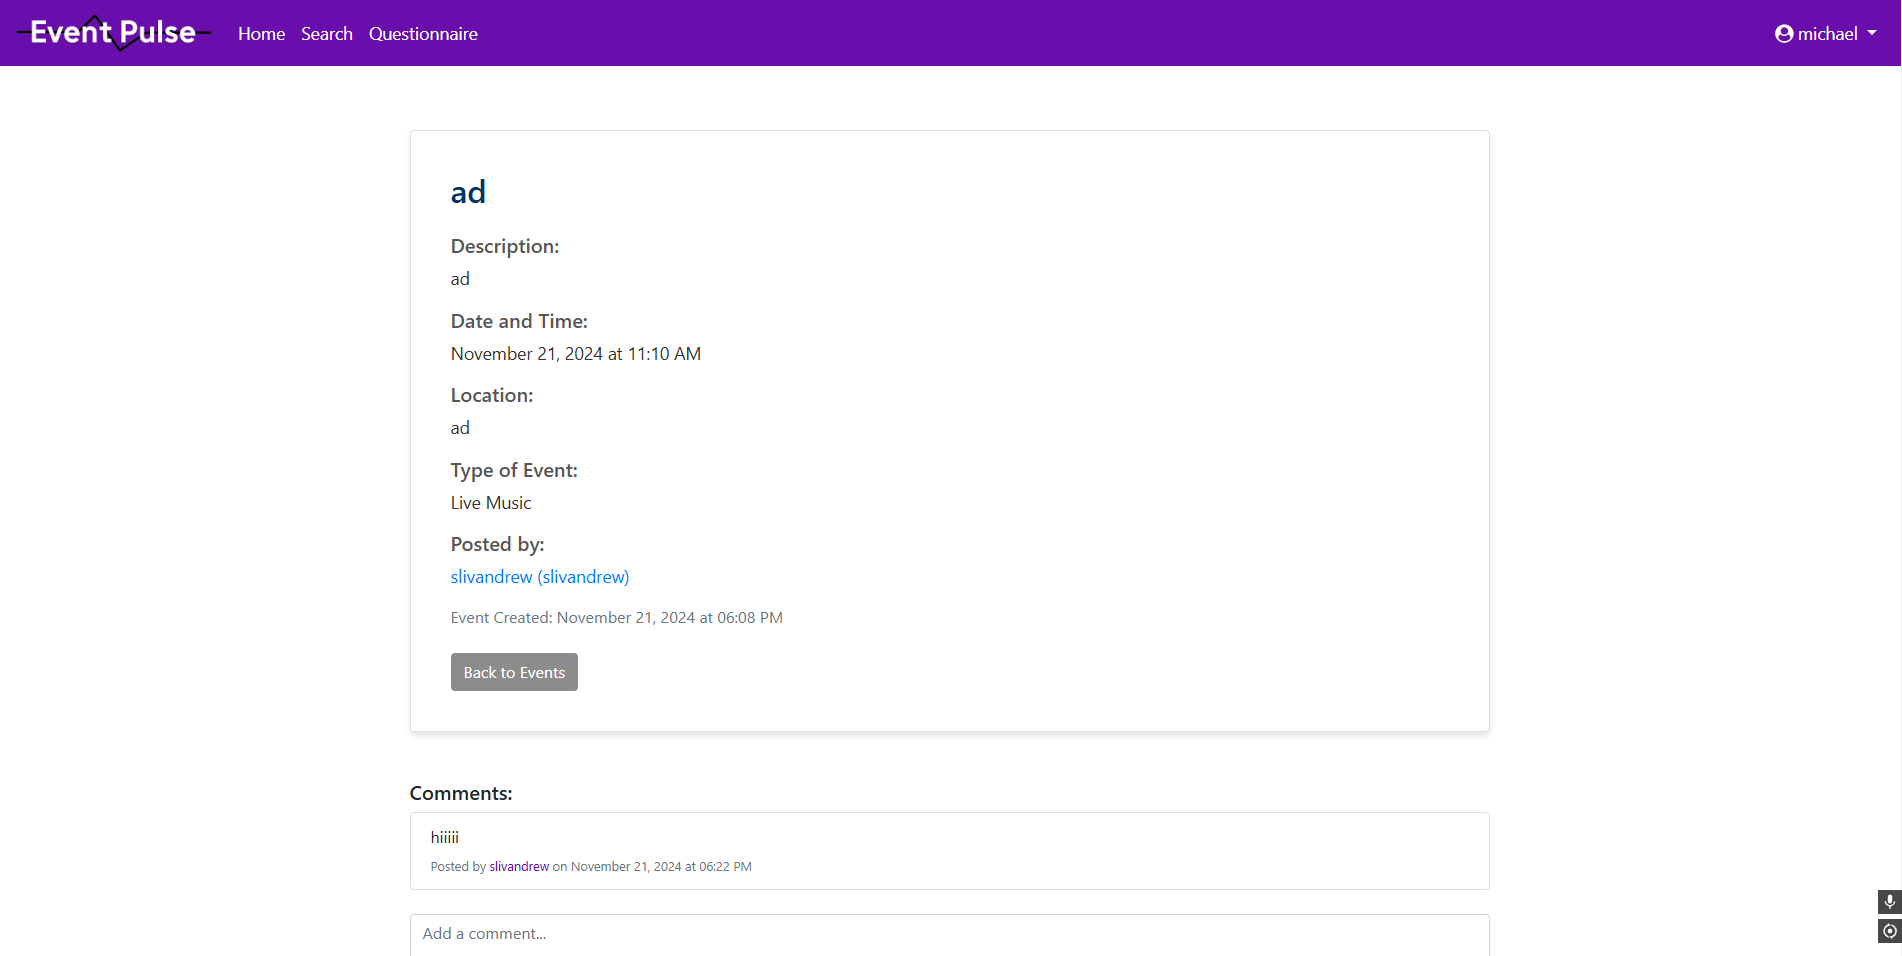 Event Pulse Home Search Questionnaire michael
ad
Description:
ad
Date and Time:
November 21, 2024 at 11:10 AM
Location:
ad
Type of Event:
Live Music
Posted by:
slivandrew (slivandrew)
Event Created: November 21, 2024 at 06:08 PM
Back to Events
Comments:
hiiiii
Posted by slivandrew on November 21, 2024 at 06:22 PM
Add a comment...